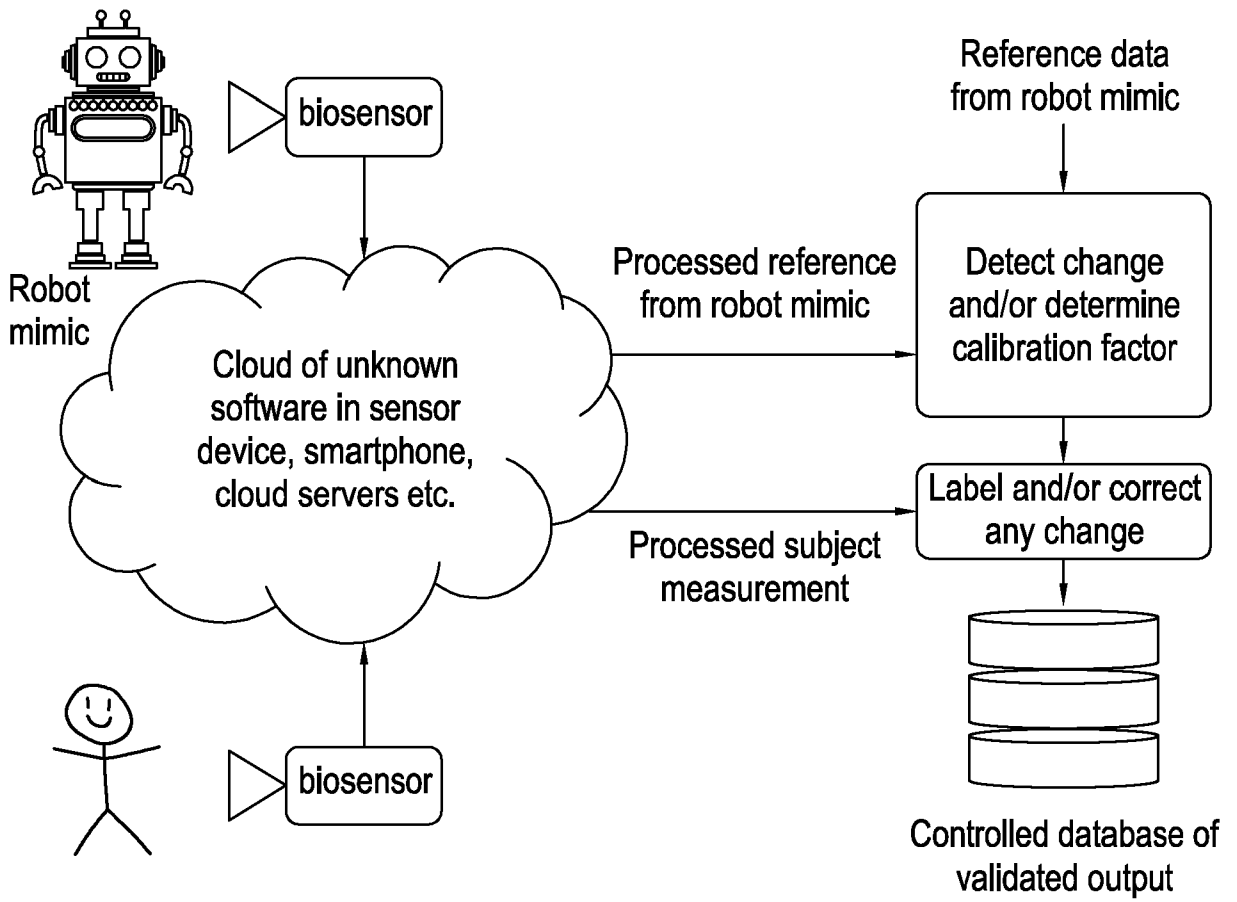 Robot
mimic
biosensor
Reference data
from robot mimic
Processed reference
from robot mimic
Detect change
and/or determine
calibration factor
Cloud of unknown
software in sensor
device, smartphone,
cloud servers etc.
Label and/or correct
any change
Processed subject
measurement
biosensor
Controlled database of
validated output